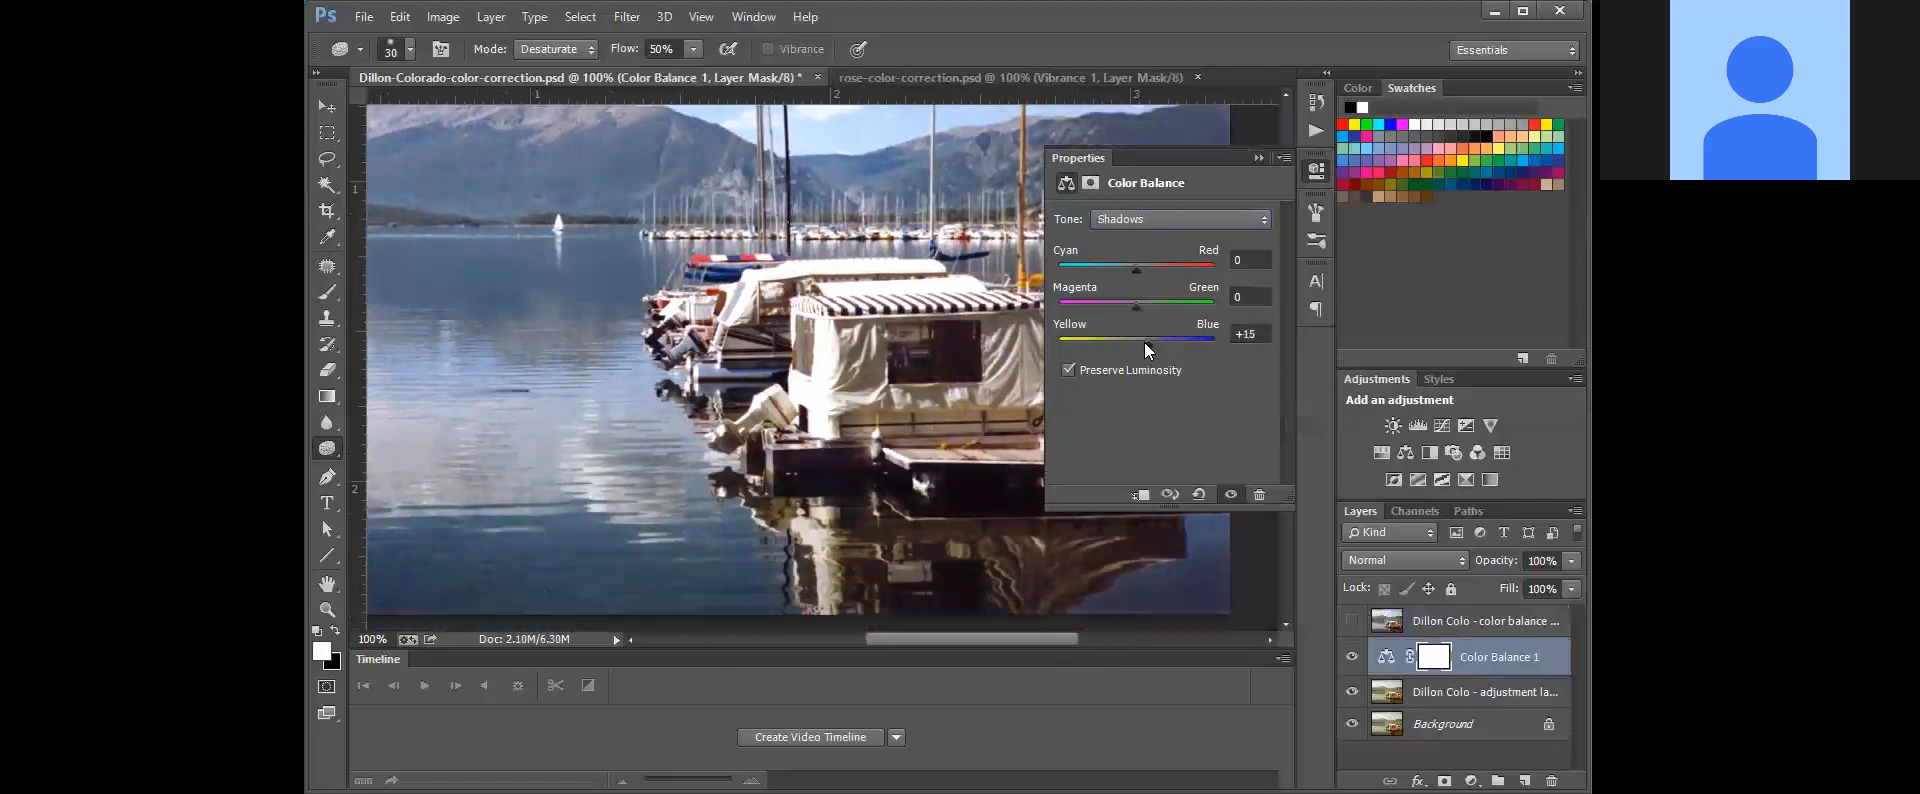 Ps File Edit Image Layer Type Select Filter 3D View Window Help
30 Mode: Desaturate Flow: 50% Vibrance Essentials
Dillon-Colorado-color-correction.psd @ 100% (Color Balance 1, Layer Mask/8) * × rose-color-correction.psd @ 100% (Vibrance 1, Layer Mask/8) ×
1 2 3
1
2
Properties
Color Balance
Tone: Shadows
Cyan Red 0
Magenta Green 0
Yellow Blue +15
Preserve Luminosity
100% Doc: 2.10M/6.30M
Timeline
Create Video Timeline
Color Swatches
Adjustments Styles
Add an adjustment
Layers Channels Paths
Kind
Normal Opacity: 100%
Lock: Fill: 100%
Dillon Colo - color balance ...
Color Balance 1
Dillon Colo - adjustment la...
Background